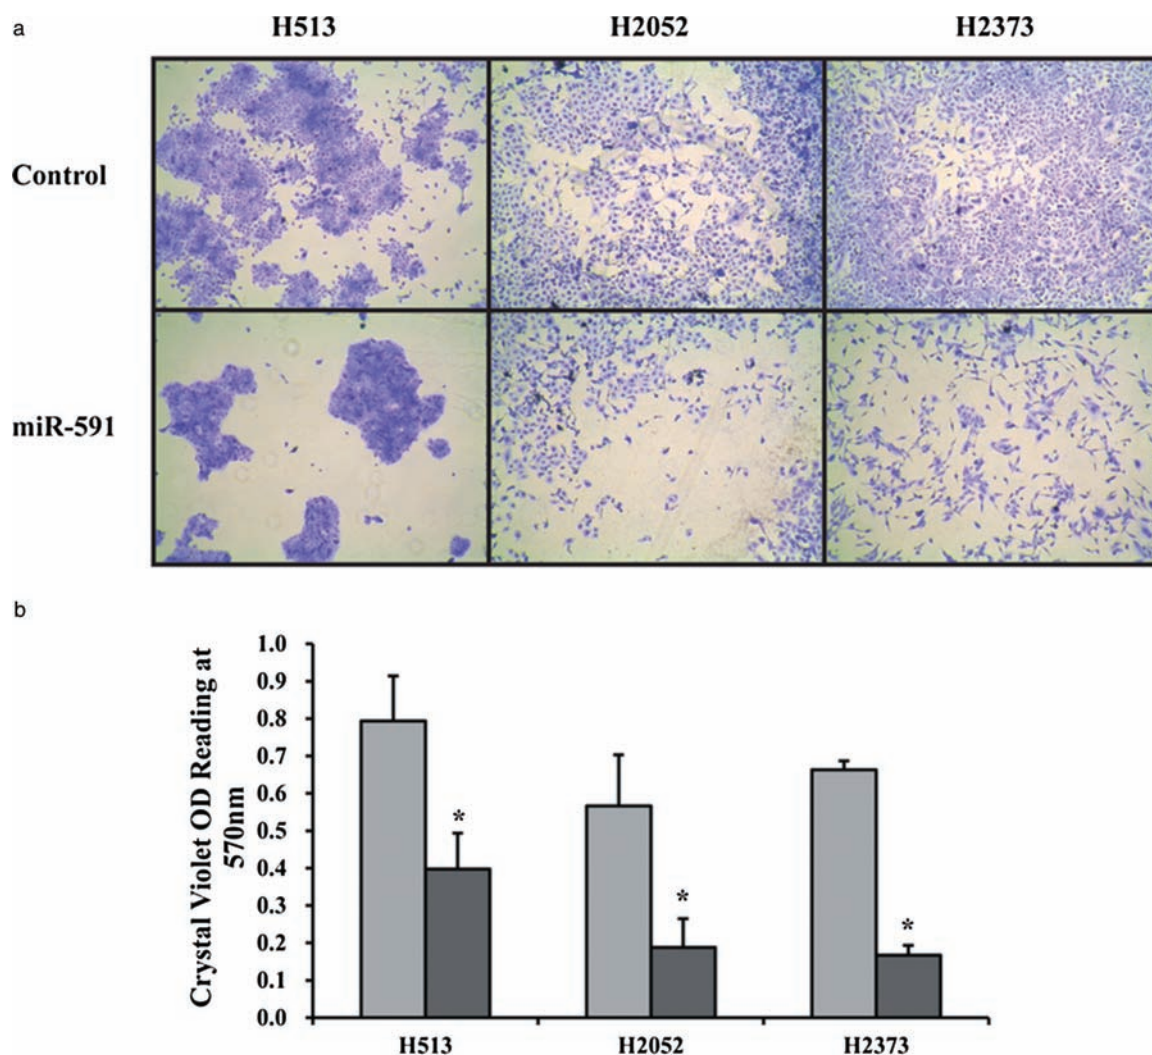 a
H513 H2052 H2373
Control
miR-591
b
Crystal Violet OD Reading at
570nm
1.0
0.9
0.8
0.7
0.6
0.5
0.4
0.3
0.2
0.1
0.0
*
*
*
H513 H2052 H2373